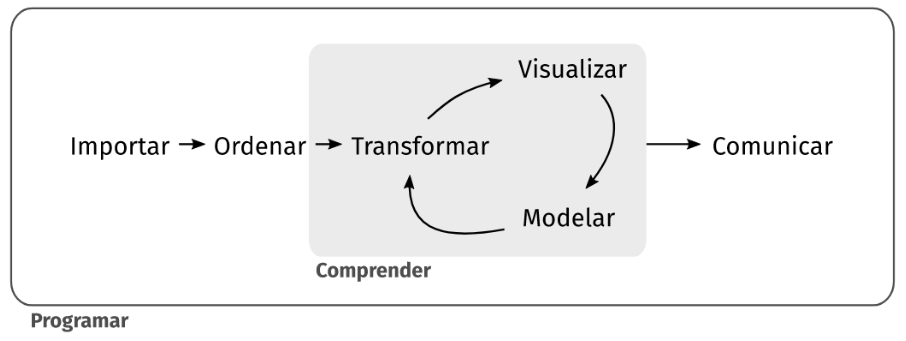 Visualizar
Importar Ordenar Transformar Comunicar
Modelar
Comprender
Programar